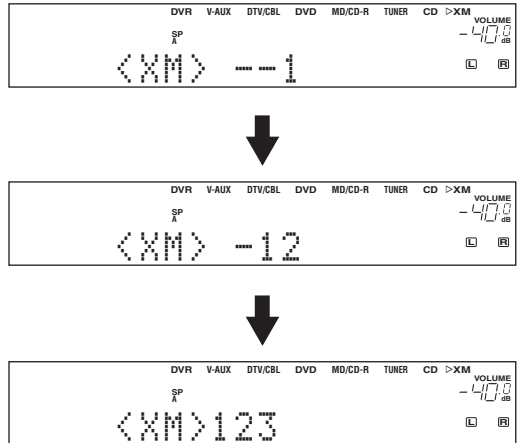 DVR V-AUX DTV/CBL DVD MD/CD-R TUNER CD ▷XM
VOLUME
SP
A
-40.0 dB
<XM> --1
L R
DVR V-AUX DTV/CBL DVD MD/CD-R TUNER CD ▷XM
VOLUME
SP
A
-40.0 dB
<XM> -12
L R
DVR V-AUX DTV/CBL DVD MD/CD-R TUNER CD ▷XM
VOLUME
SP
A
-40.0 dB
<XM>123
L R